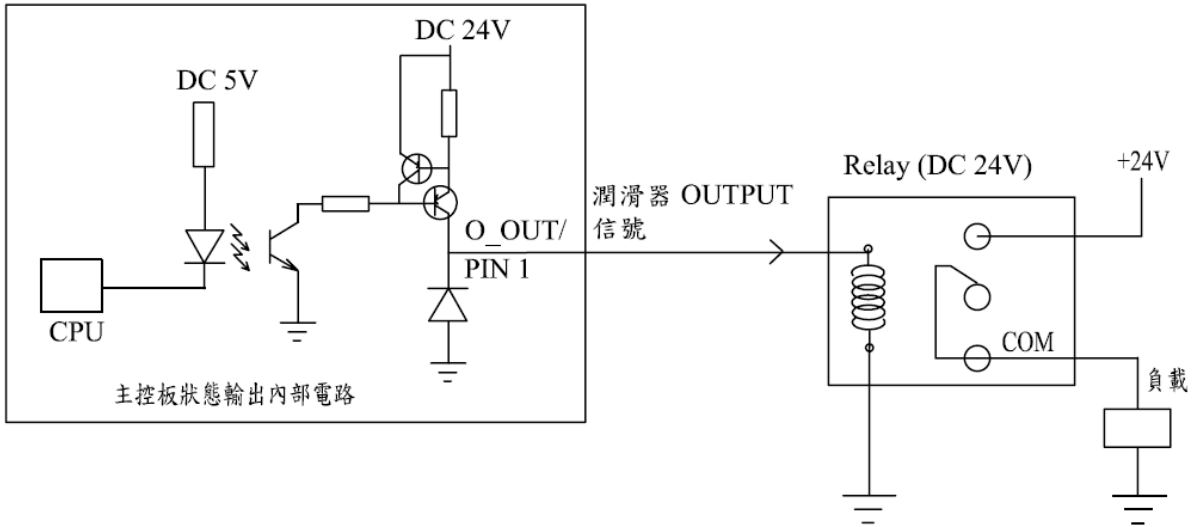 DC 24V
DC 5V
CPU
O_OUT/
PIN 1
主控板狀態輸出內部電路
潤滑器 OUTPUT
信號
Relay (DC 24V)
+24V
COM
負載